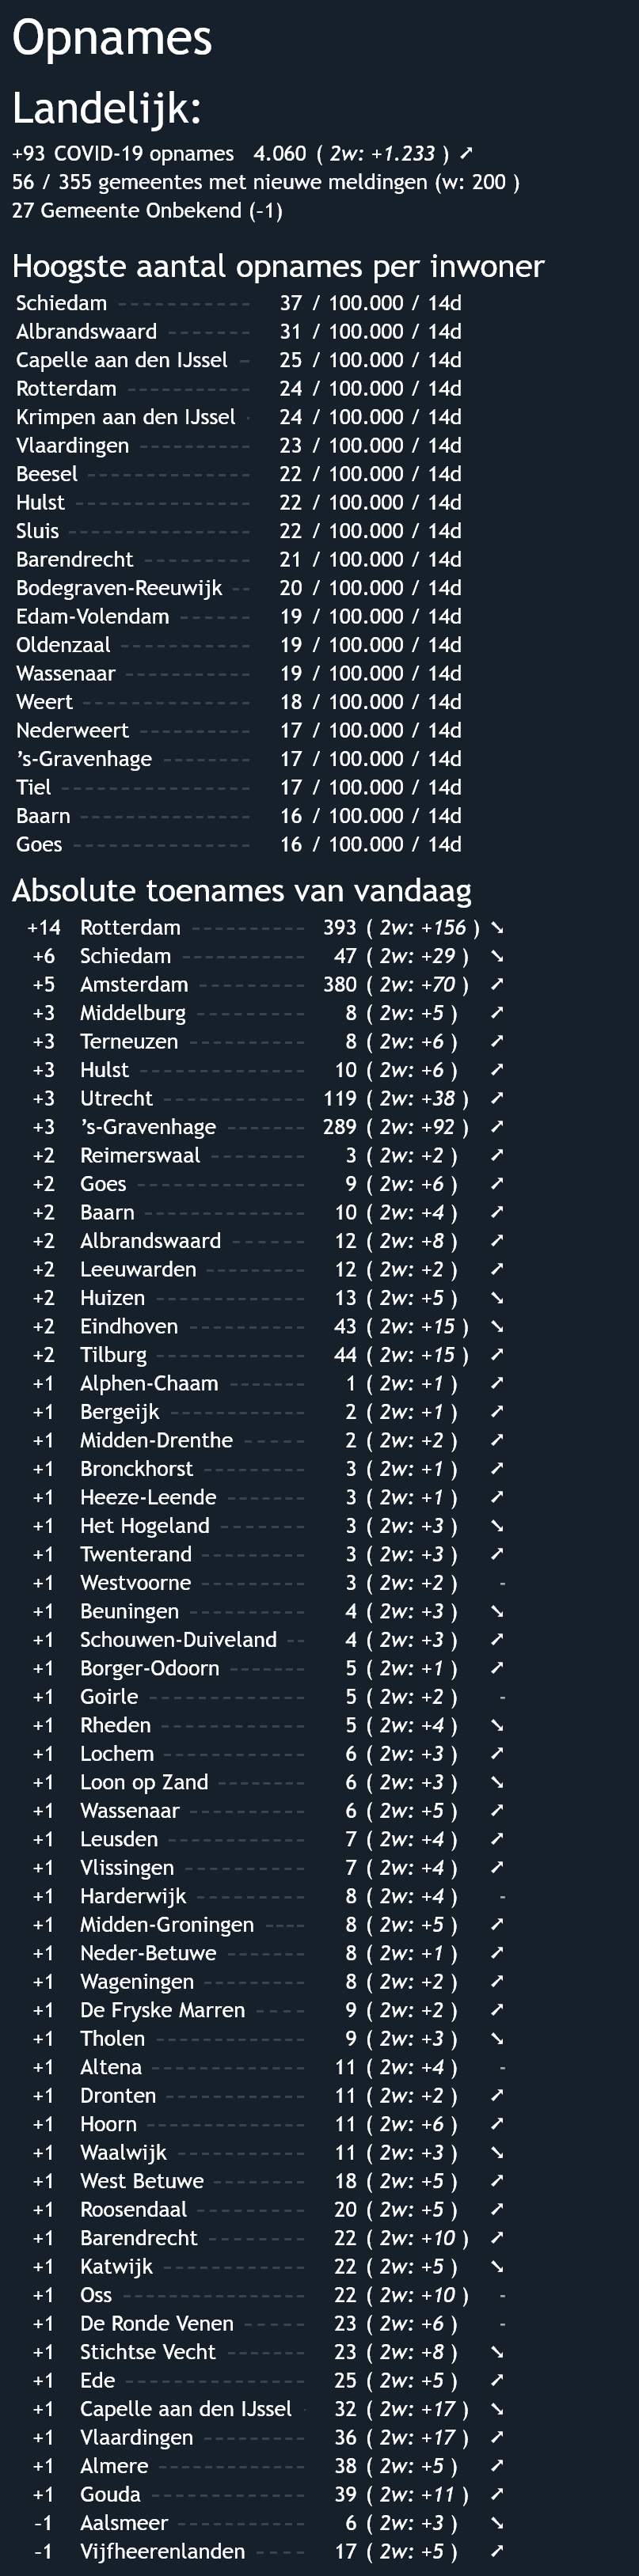 Opnames
Landelijk:
+93 COVID-19 opnames 4.060 ( 2w: +1.233 ) ➚
56 / 355 gemeentes met nieuwe meldingen (w: 200 )
27 Gemeente Onbekend (-1)
Hoogste aantal opnames per inwoner
Schiedam ----------- 37 / 100.000 / 14d
Albrandswaard ------- 31 / 100.000 / 14d
Capelle aan den IJssel - 25 / 100.000 / 14d
Rotterdam ---------- 24 / 100.000 / 14d
Krimpen aan den IJssel - 24 / 100.000 / 14d
Vlaardingen --------- 23 / 100.000 / 14d
Beesel ------------- 22 / 100.000 / 14d
Hulst -------------- 22 / 100.000 / 14d
Sluis --------------- 22 / 100.000 / 14d
Barendrecht --------- 21 / 100.000 / 14d
Bodegraven-Reeuwijk -- 20 / 100.000 / 14d
Edam-Volendam ------ 19 / 100.000 / 14d
Oldenzaal ----------- 19 / 100.000 / 14d
Wassenaar ---------- 19 / 100.000 / 14d
Weert -------------- 18 / 100.000 / 14d
Nederweert --------- 17 / 100.000 / 14d
’s-Gravenhage ------- 17 / 100.000 / 14d
Tiel ---------------- 17 / 100.000 / 14d
Baarn -------------- 16 / 100.000 / 14d
Goes --------------- 16 / 100.000 / 14d
Absolute toenames van vandaag
+14 Rotterdam ---------- 393 ( 2w: +156 ) ➘
+6 Schiedam ----------- 47 ( 2w: +29 ) ➘
+5 Amsterdam --------- 380 ( 2w: +70 ) ➚
+3 Middelburg --------- 8 ( 2w: +5 ) ➚
+3 Terneuzen ---------- 8 ( 2w: +6 ) ➚
+3 Hulst -------------- 10 ( 2w: +6 ) ➚
+3 Utrecht ------------ 119 ( 2w: +38 ) ➚
+3 ’s-Gravenhage ------- 289 ( 2w: +92 ) ➚
+2 Reimerswaal -------- 3 ( 2w: +2 ) ➚
+2 Goes -------------- 9 ( 2w: +6 ) ➚
+2 Baarn -------------- 10 ( 2w: +4 ) ➚
+2 Albrandswaard ------ 12 ( 2w: +8 ) ➚
+2 Leeuwarden -------- 12 ( 2w: +2 ) ➚
+2 Huizen ------------- 13 ( 2w: +5 ) ➘
+2 Eindhoven ---------- 43 ( 2w: +15 ) ➘
+2 Tilburg ------------- 44 ( 2w: +15 ) ➚
+1 Alphen-Chaam ------- 1 ( 2w: +1 ) ➚
+1 Bergeijk ------------ 2 ( 2w: +1 ) ➚
+1 Midden-Drenthe ----- 2 ( 2w: +2 ) ➚
+1 Bronckhorst --------- 3 ( 2w: +1 ) ➚
+1 Heeze-Leende ------- 3 ( 2w: +1 ) ➚
+1 Het Hogeland ------- 3 ( 2w: +3 ) ➘
+1 Twenterand --------- 3 ( 2w: +3 ) ➚
+1 Westvoorne --------- 3 ( 2w: +2 ) -
+1 Beuningen ---------- 4 ( 2w: +3 ) ➘
+1 Schouwen-Duiveland -- 4 ( 2w: +3 ) ➚
+1 Borger-Odoorn ------- 5 ( 2w: +1 ) ➚
+1 Goirle ------------- 5 ( 2w: +2 ) -
+1 Rheden ------------ 5 ( 2w: +4 ) ➘
+1 Lochem ------------ 6 ( 2w: +3 ) ➚
+1 Loon op Zand -------- 6 ( 2w: +3 ) ➘
+1 Wassenaar ---------- 6 ( 2w: +5 ) ➚
+1 Leusden ------------ 7 ( 2w: +4 ) ➚
+1 Vlissingen ----------- 7 ( 2w: +4 ) ➚
+1 Harderwijk ---------- 8 ( 2w: +4 ) -
+1 Midden-Groningen ---- 8 ( 2w: +5 ) ➚
+1 Neder-Betuwe ------- 8 ( 2w: +1 ) ➚
+1 Wageningen --------- 8 ( 2w: +2 ) ➚
+1 De Fryske Marren ---- 9 ( 2w: +2 ) ➚
+1 Tholen ------------- 9 ( 2w: +3 ) ➘
+1 Altena ------------- 11 ( 2w: +4 ) -
+1 Dronten ------------ 11 ( 2w: +2 ) ➚
+1 Hoorn -------------- 11 ( 2w: +6 ) ➚
+1 Waalwijk ----------- 11 ( 2w: +3 ) ➘
+1 West Betuwe -------- 18 ( 2w: +5 ) ➚
+1 Roosendaal ---------- 20 ( 2w: +5 ) ➚
+1 Barendrecht -------- 22 ( 2w: +10 ) ➚
+1 Katwijk ------------ 22 ( 2w: +5 ) ➘
+1 Oss ---------------- 22 ( 2w: +10 ) -
+1 De Ronde Venen ----- 23 ( 2w: +6 ) -
+1 Stichtse Vecht ------- 23 ( 2w: +8 ) ➘
+1 Ede --------------- 25 ( 2w: +5 ) ➚
+1 Capelle aan den IJssel - 32 ( 2w: +17 ) ➘
+1 Vlaardingen --------- 36 ( 2w: +17 ) ➚
+1 Almere ------------- 38 ( 2w: +5 ) ➚
+1 Gouda ------------- 39 ( 2w: +11 ) ➚
-1 Aalsmeer ----------- 6 ( 2w: +3 ) ➘
-1 Vijfheerenlanden ---- 17 ( 2w: +5 ) ➚